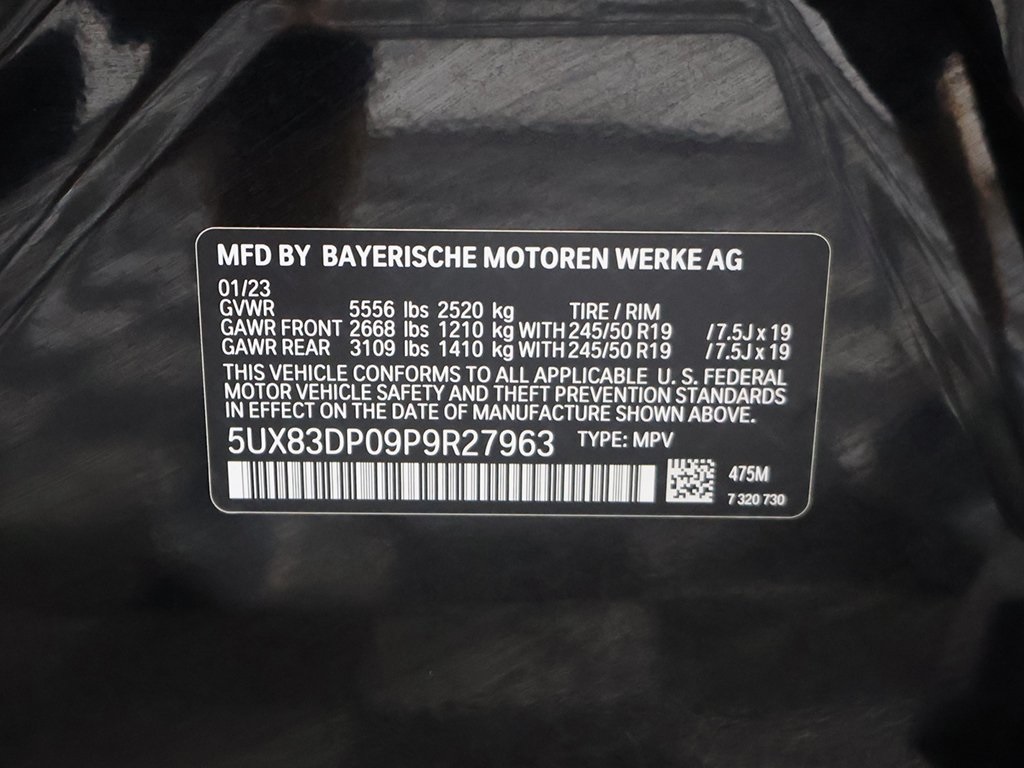 MFD BY BAYERISCHE MOTOREN WERKE AG
01/23
GVWR 5556 lbs 2520 kg TIRE / RIM
GAWR FRONT 2668 lbs 1210 kg WITH 245/50 R19 / 7.5J x 19
GAWR REAR 3109 lbs 1410 kg WITH 245/50 R19 / 7.5J x 19
THIS VEHICLE CONFORMS TO ALL APPLICABLE U. S. FEDERAL
MOTOR VEHICLE SAFETY AND THEFT PREVENTION STANDARDS
IN EFFECT ON THE DATE OF MANUFACTURE SHOWN ABOVE.
5UX83DP09P9R27963 TYPE: MPV
475M
7 320 730